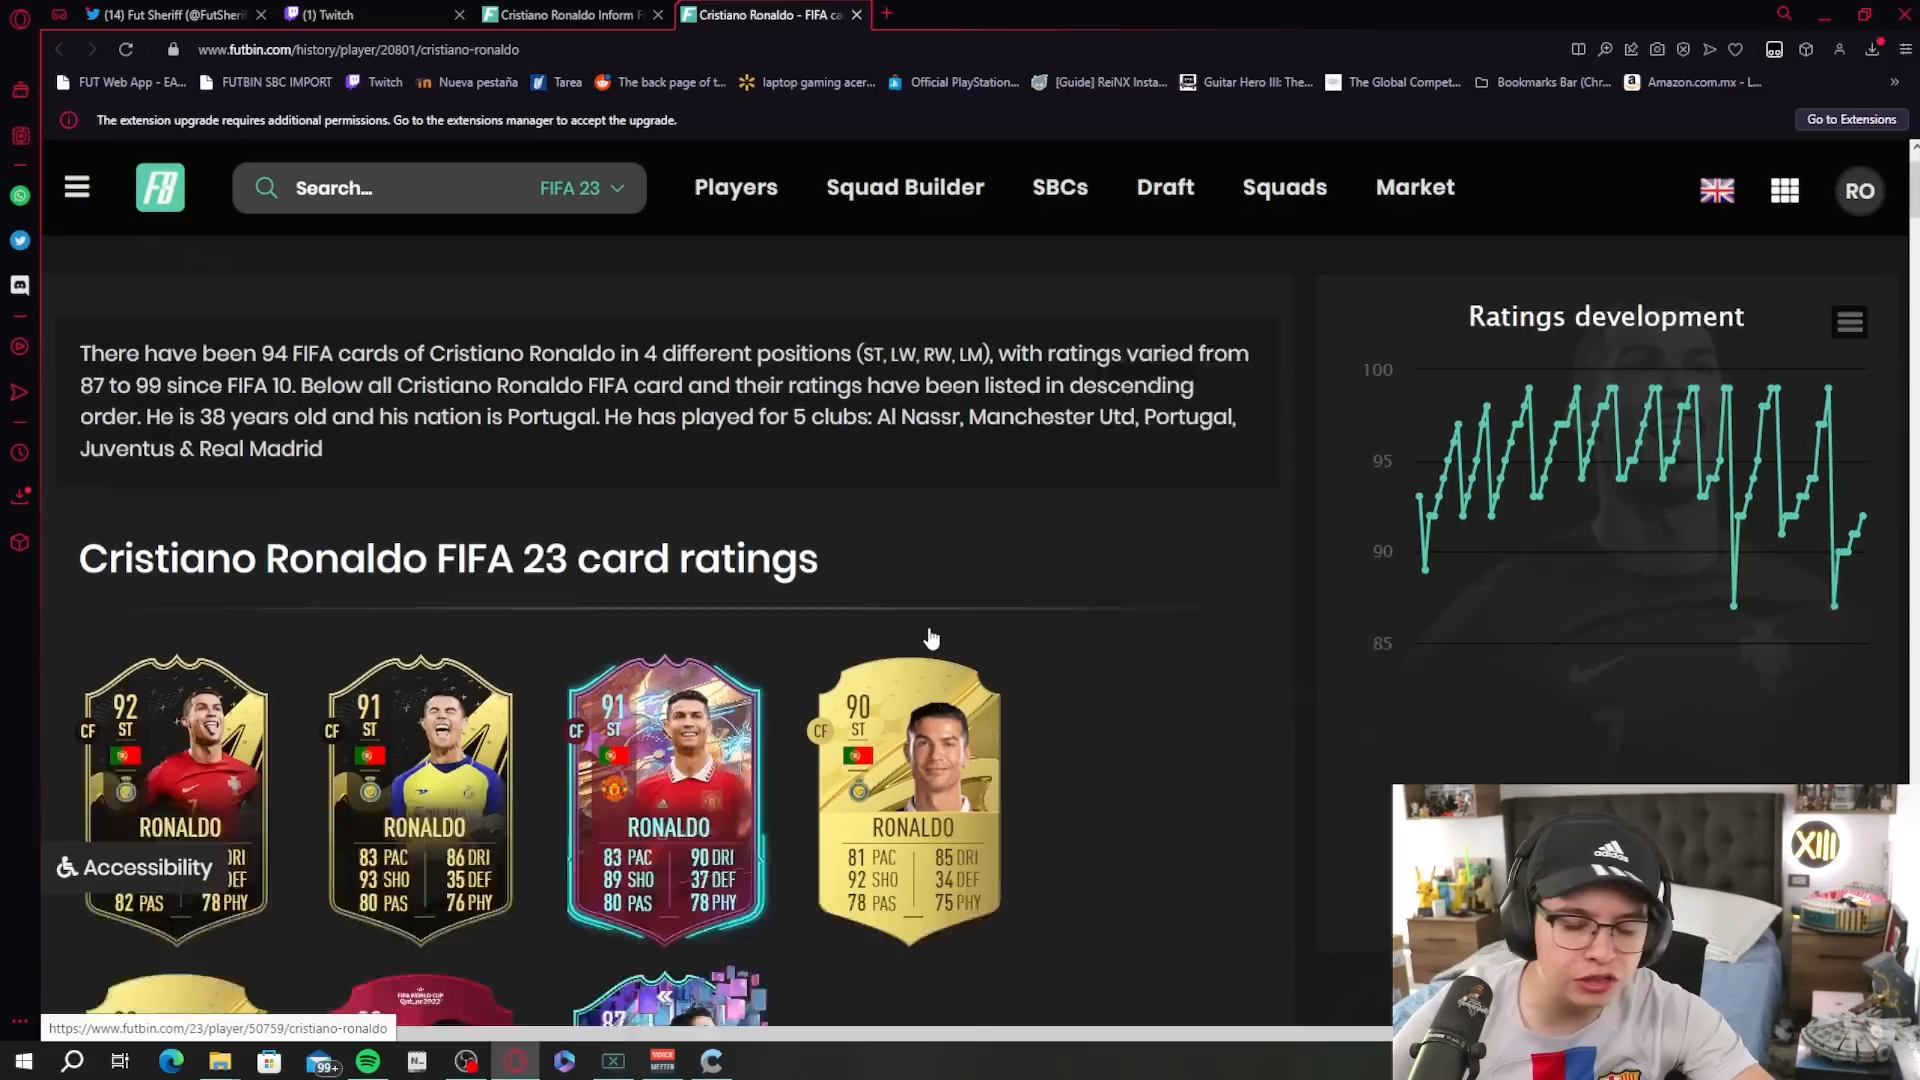 (14) Fut Sheriff (@FutSheri
(1) Twitch
Cristiano Ronaldo Inform F
Cristiano Ronaldo - FIFA ca
www.futbin.com/history/player/20801/cristiano-ronaldo
FUT Web App - EA...
FUTBIN SBC IMPORT
Twitch
Nueva pestaña
Tarea
The back page of t...
laptop gaming acer...
Official PlayStation...
[Guide] ReiNX Insta...
Guitar Hero III: The...
The Global Compet...
Bookmarks Bar (Chr...
Amazon.com.mx - L...
The extension upgrade requires additional permissions. Go to the extensions manager to accept the upgrade.
Go to Extensions
Search...
FIFA 23
Players
Squad Builder
SBCs
Draft
Squads
Market
RO
There have been 94 FIFA cards of Cristiano Ronaldo in 4 different positions (ST, LW, RW, LM), with ratings varied from
87 to 99 since FIFA 10. Below all Cristiano Ronaldo FIFA card and their ratings have been listed in descending
order. He is 38 years old and his nation is Portugal. He has played for 5 clubs: Al Nassr, Manchester Utd, Portugal,
Juventus & Real Madrid
Ratings development
100
95
90
85
Cristiano Ronaldo FIFA 23 card ratings
92
ST
CF
RONALDO
DRI
DEF
82 PAS
78 PHY
91
ST
CF
RONALDO
83 PAC
86 DRI
93 SHO
35 DEF
80 PAS
76 PHY
91
ST
CF
RONALDO
83 PAC
90 DRI
89 SHO
37 DEF
80 PAS
78 PHY
90
ST
CF
RONALDO
81 PAC
85 DRI
92 SHO
34 DEF
78 PAS
75 PHY
Accessibility
FIFA WORLD CUP
Qatar2022
87
https://www.futbin.com/23/player/50759/cristiano-ronaldo
99+
VOICE
MEETER
XIII
adidas